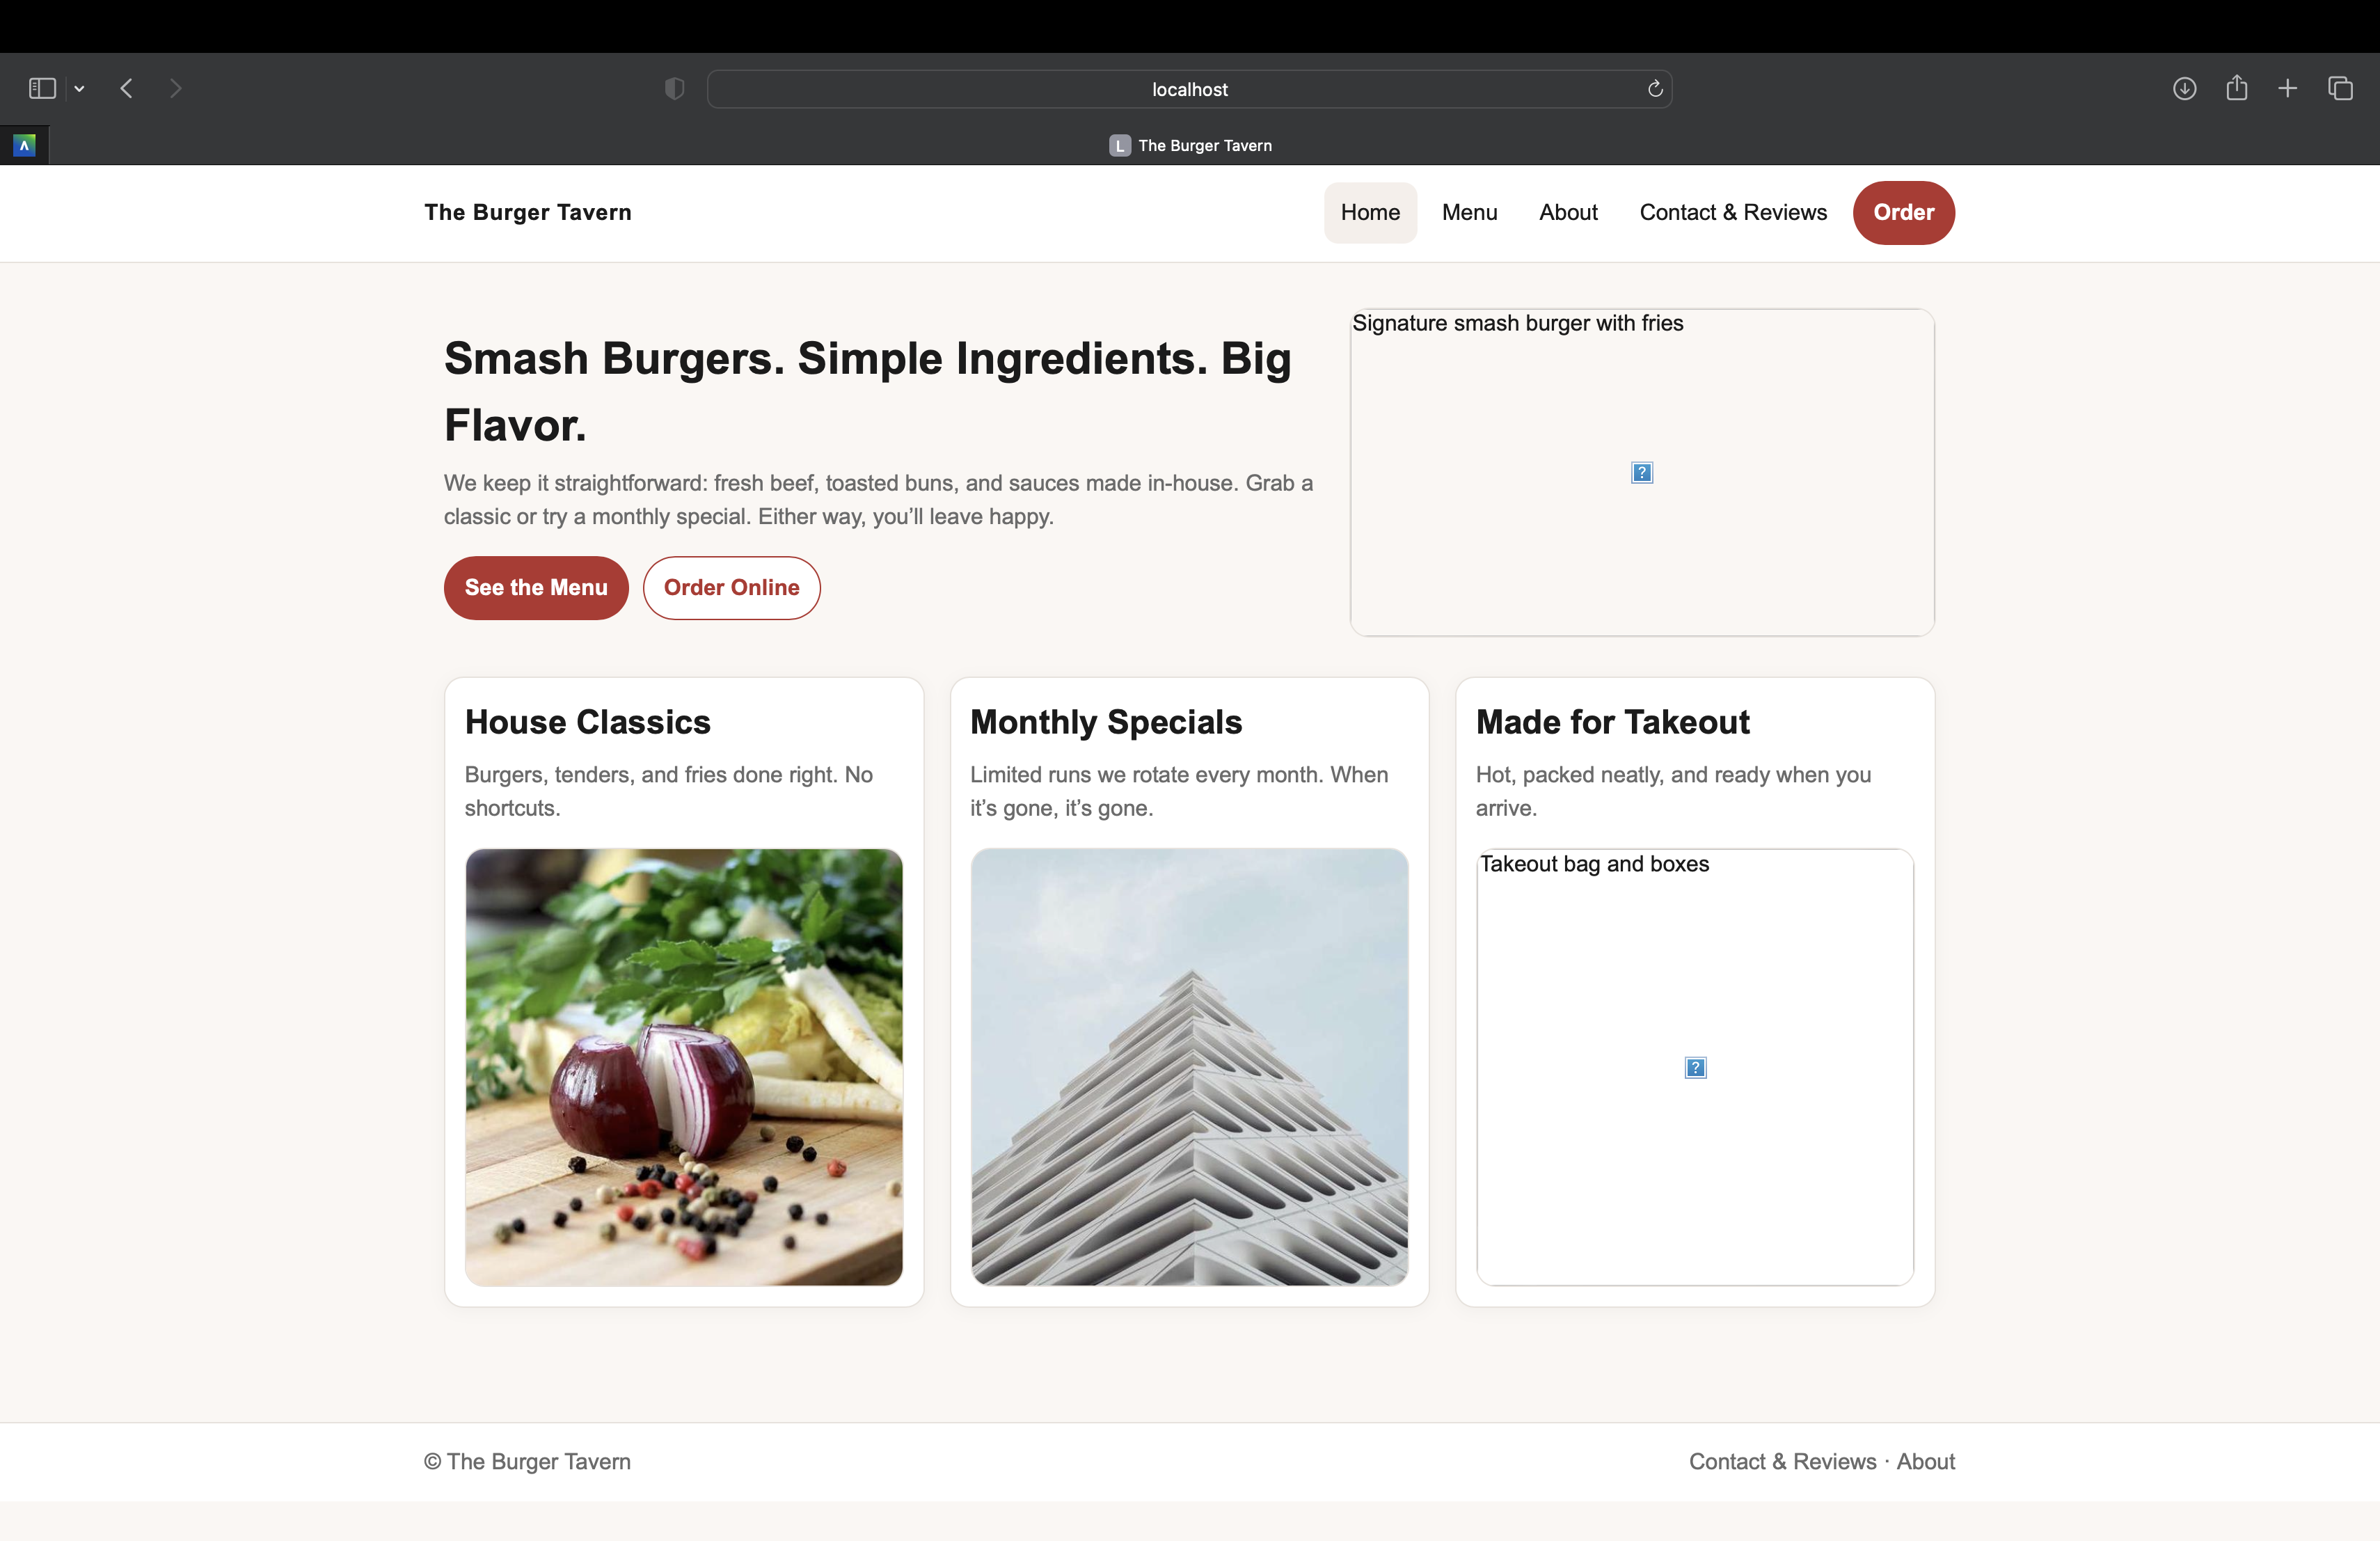 localhost
L The Burger Tavern
The Burger Tavern
Home
Menu
About
Contact & Reviews
Order
Smash Burgers. Simple Ingredients. Big
Flavor.
We keep it straightforward: fresh beef, toasted buns, and sauces made in-house. Grab a
classic or try a monthly special. Either way, you’ll leave happy.
See the Menu
Order Online
Signature smash burger with fries
House Classics
Burgers, tenders, and fries done right. No
shortcuts.
Monthly Specials
Limited runs we rotate every month. When
it’s gone, it’s gone.
Made for Takeout
Hot, packed neatly, and ready when you
arrive.
Takeout bag and boxes
© The Burger Tavern
Contact & Reviews · About